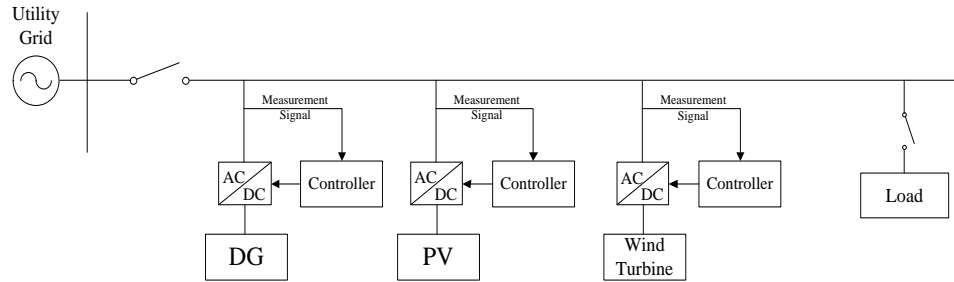 Utility
Grid
Measurement
Signal
AC
DC
Controller
DG
Measurement
Signal
AC
DC
Controller
PV
Measurement
Signal
AC
DC
Controller
Wind
Turbine
Load